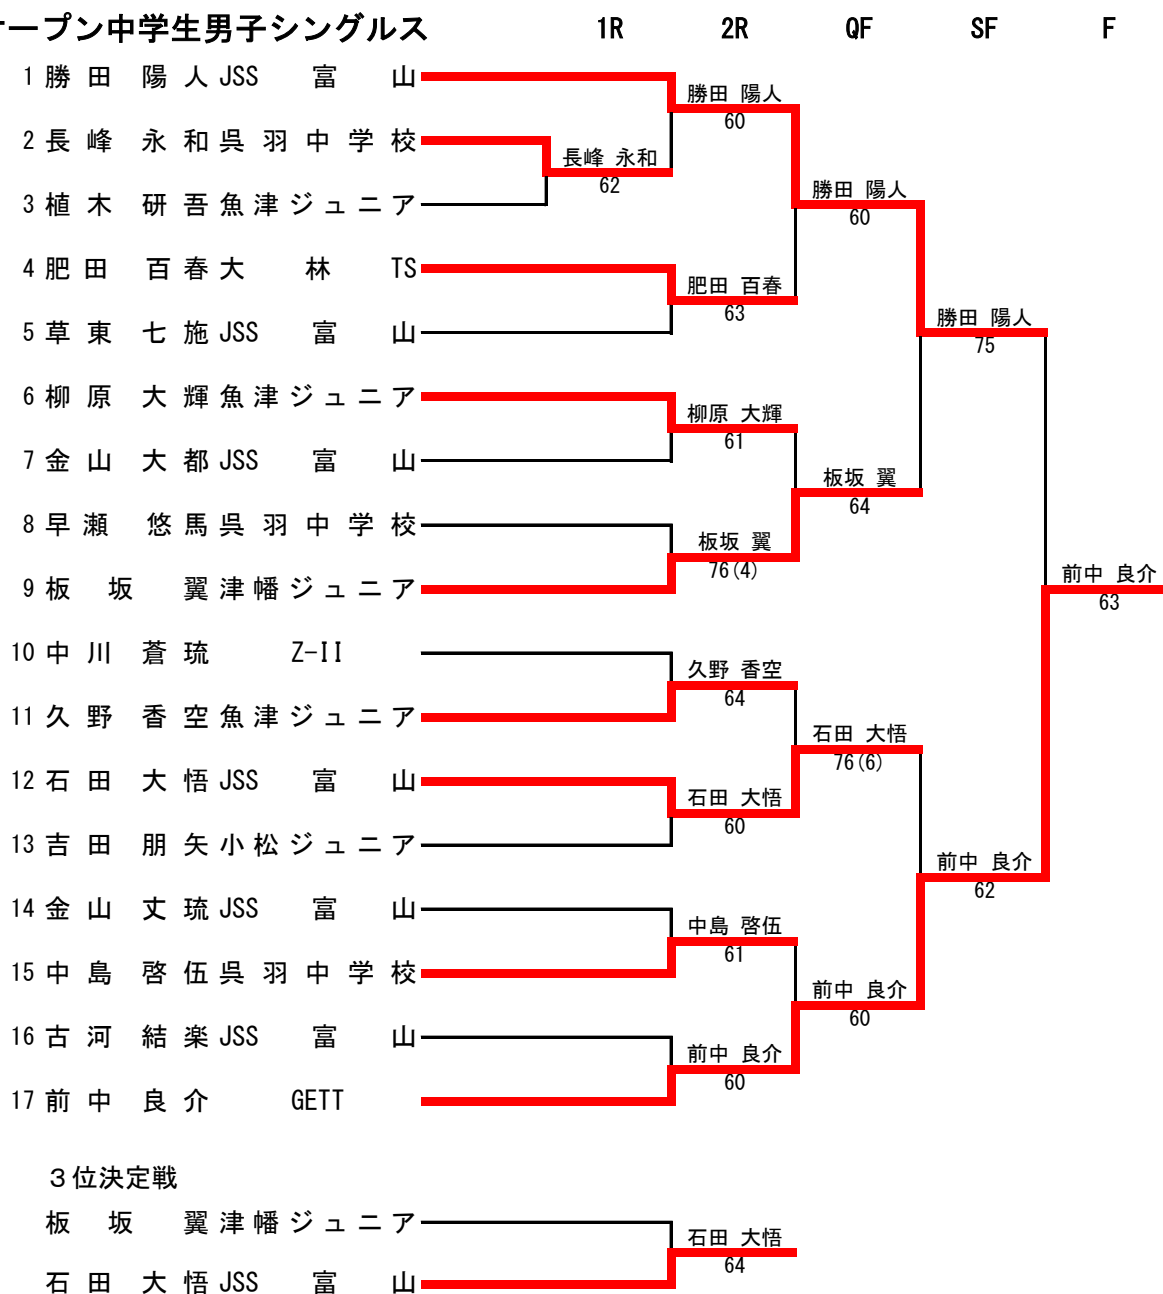 ープン中学生男子シングルス 1R 2R QF SF F
1 勝田 陽人 JSS 富山
勝田 陽人
60
2 長峰 永和 呉羽中学校
長峰 永和
62
3 植木 研吾 魚津ジュニア
勝田 陽人
60
4 肥田 百春 大林 TS
肥田 百春
63
5 草東 七施 JSS 富山
勝田 陽人
75
6 柳原 大輝 魚津ジュニア
柳原 大輝
61
7 金山 大都 JSS 富山
板坂 翼
64
8 早瀬 悠馬 呉羽中学校
板坂 翼
76(4)
9 板坂 翼 津幡ジュニア
前中 良介
63
10 中川 蒼琉 Z-II
久野 香空
64
11 久野 香空 魚津ジュニア
石田 大悟
76(6)
12 石田 大悟 JSS 富山
石田 大悟
60
13 吉田 朋矢 小松ジュニア
前中 良介
62
14 金山 丈琉 JSS 富山
中島 啓伍
61
15 中島 啓伍 呉羽中学校
前中 良介
60
16 古河 結楽 JSS 富山
前中 良介
60
17 前中 良介 GETT
３位決定戦
板坂 翼 津幡ジュニア
石田 大悟
64
石田 大悟 JSS 富山